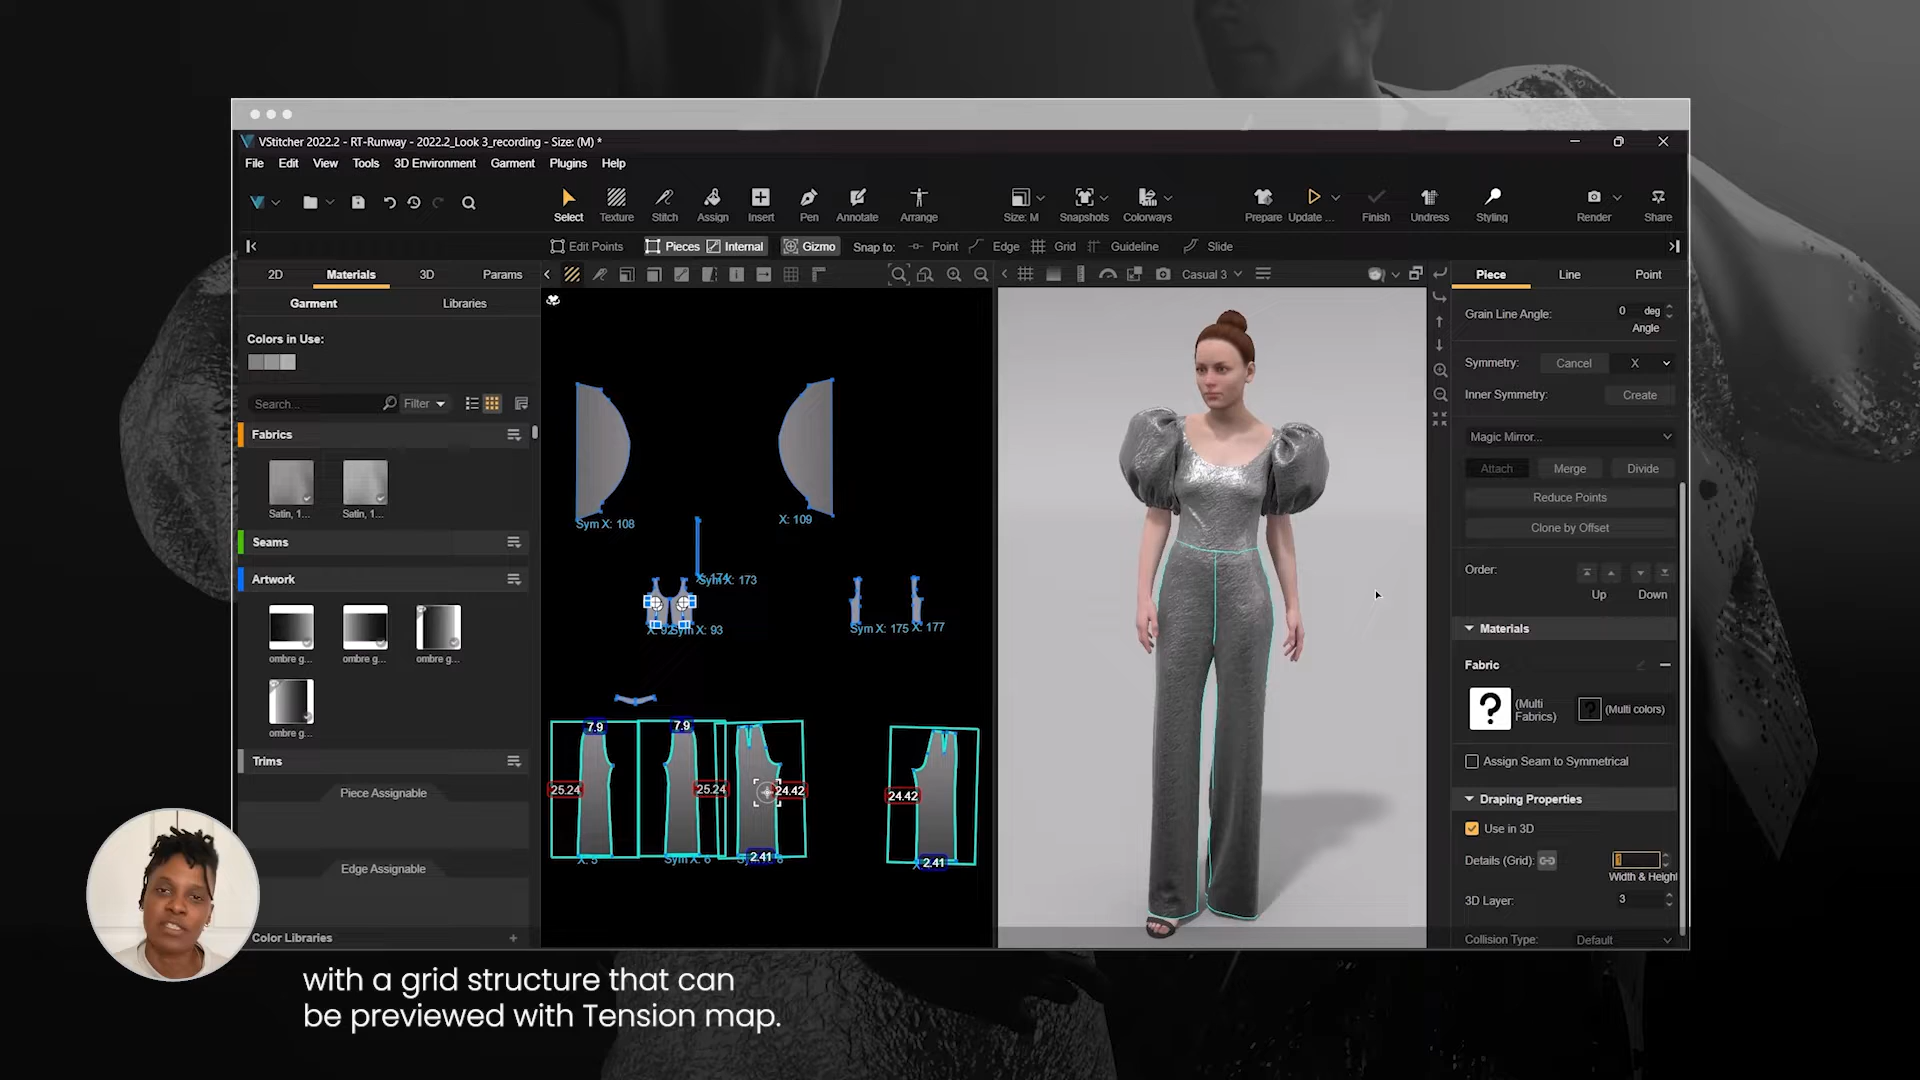 VStitcher 2022.2 - RT-Runway - 2022.2_Look 3_recording - Size: (M) *
File Edit View Tools 3D Environment Garment Plugins Help
Select Texture Stitch Assign Insert Pen Annotate Arrange Size: M Snapshots Colorways Prepare Update ... Finish Undress Styling Render Share
Edit Points Pieces Internal Gizmo Snap to: Point Edge Grid Guideline Slide
2D Materials 3D Params
Casual 3
Piece Line Point
Garment Libraries
Colors in Use:
Search... Filter
Fabrics
Satin, 1... Satin, 1...
Seams
Artwork
ombre g... ombre g... ombre g...
ombre g...
Trims
Piece Assignable
Edge Assignable
Color Libraries +
Sym X: 108
X: 109
X: 174
Sym X: 173
X: 92
Sym X: 93
Sym X: 175 X: 177
7.9 7.9
25.24 25.24 24.42 24.42
X: 5 Sym X: 6
2.41 2.41
Grain Line Angle: 0 deg
Angle
Symmetry: Cancel X
Inner Symmetry: Create
Magic Mirror...
Attach Merge Divide
Reduce Points
Clone by Offset
Order:
Up Down
Materials
Fabric
? (Multi Fabrics) ? (Multi colors)
Assign Seam to Symmetrical
Draping Properties
Use in 3D
Details (Grid): 1
Width & Height
3D Layer: 3
Collision Type: Default
with a grid structure that can
be previewed with Tension map.